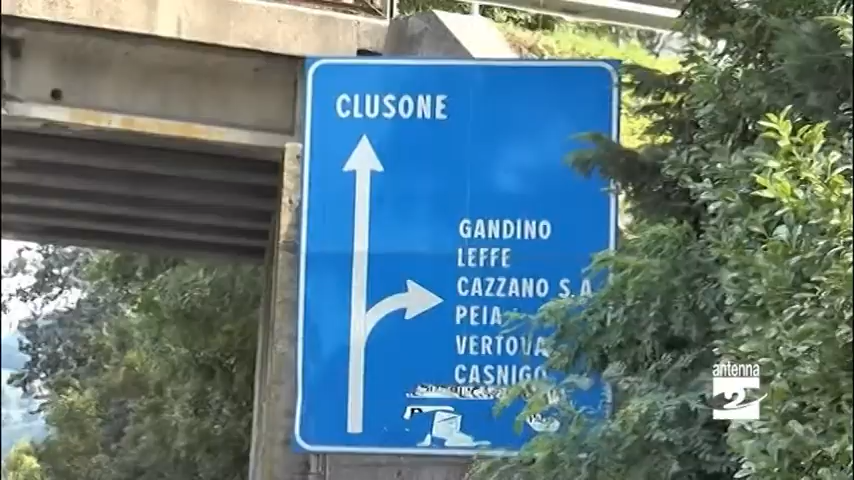 CLUSONE
GANDINO
LEFFE
CAZZANO S.A
PEIA
VERTOVA
CASNIGO
antenna
2